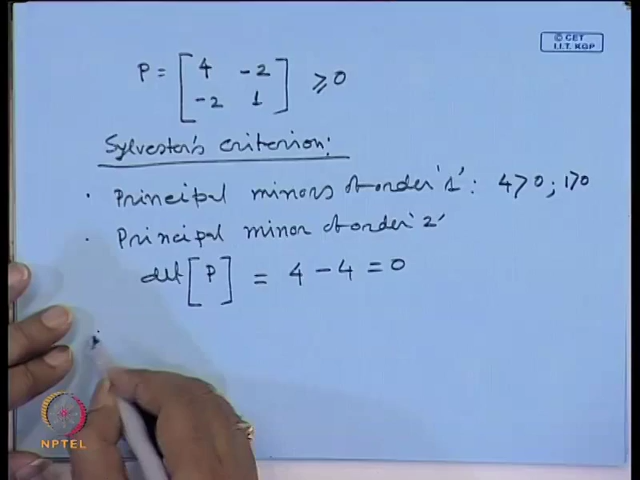 © CET
I.I.T. KGP
P = [4 -2
-2 1] ≥ 0
Sylvester's criterion:
· Principal minors of order '1' : 4>0 ; 1>0
· Principal minor of order '2'
det [P] = 4 - 4 = 0
NPTEL